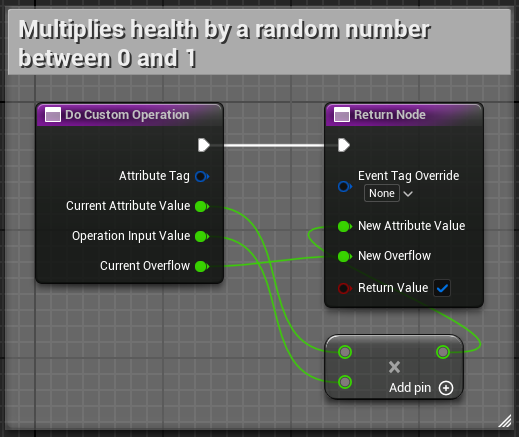 Multiplies health by a random number
between 0 and 1
Do Custom Operation
Attribute Tag
Current Attribute Value
Operation Input Value
Current Overflow
Return Node
Event Tag Override
None
New Attribute Value
New Overflow
Return Value
Add pin